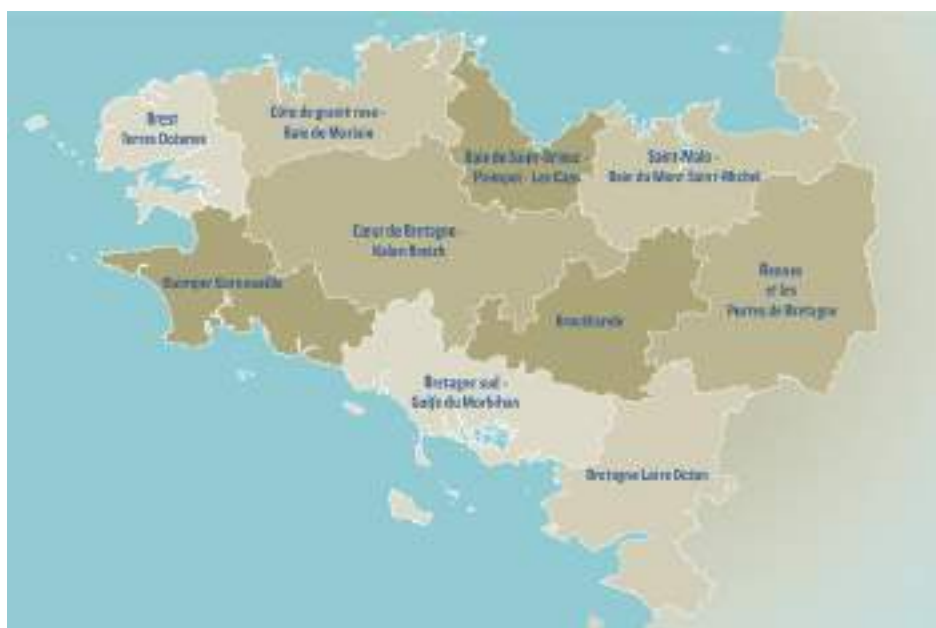 Brest
Terres Océanes
Côte de granit rose -
Baie de Morlaix
Baie de Saint-Brieuc -
Paimpol - Les Caps
Saint-Malo -
Baie du Mont Saint-Michel
Cœur de Bretagne -
Kalon Breizh
Rennes
et les
Portes de Bretagne
Quimper Cornouaille
Brocéliande
Bretagne sud -
Golfe du Morbihan
Bretagne Loire Océan